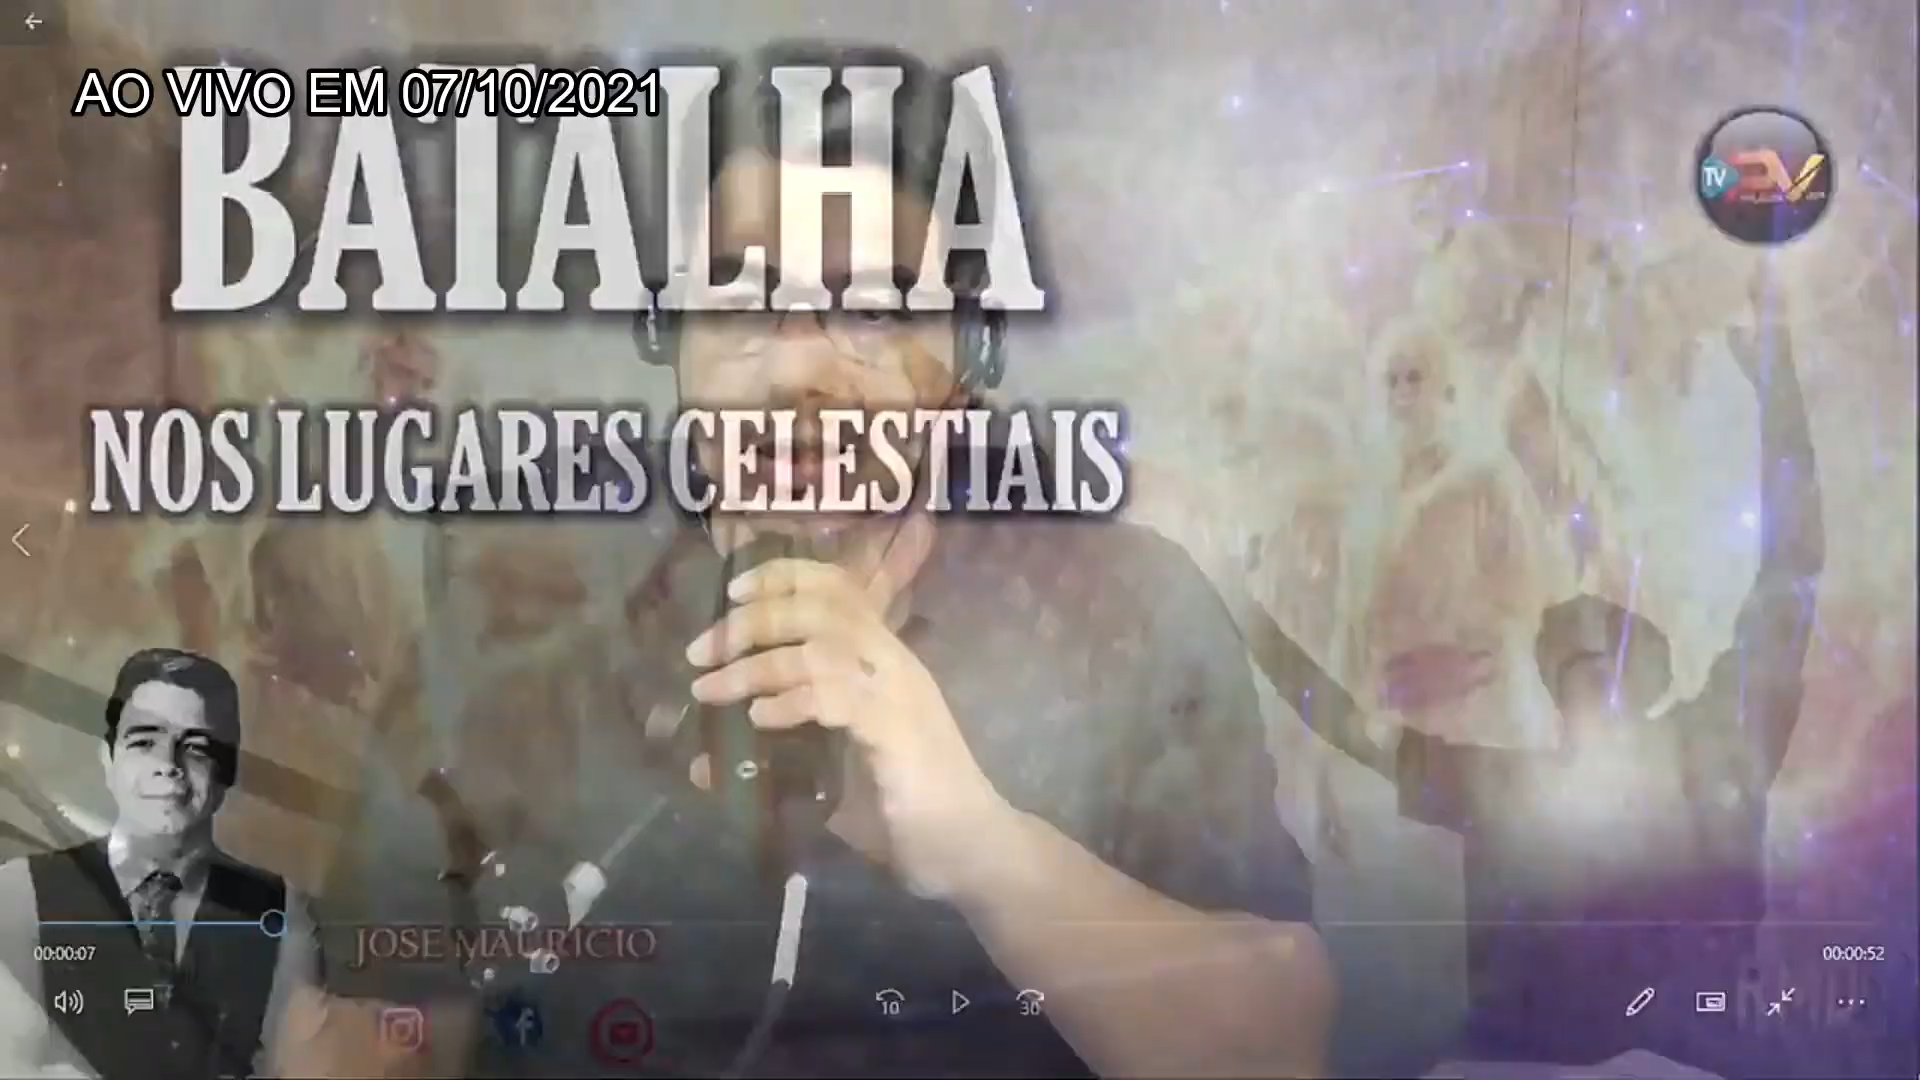 AO VIVO EM 07/10/2021
BATALHA
NOS LUGARES CELESTIAIS
TV
JOSE MAURICIO
00:00:07
00:00:52
10
30